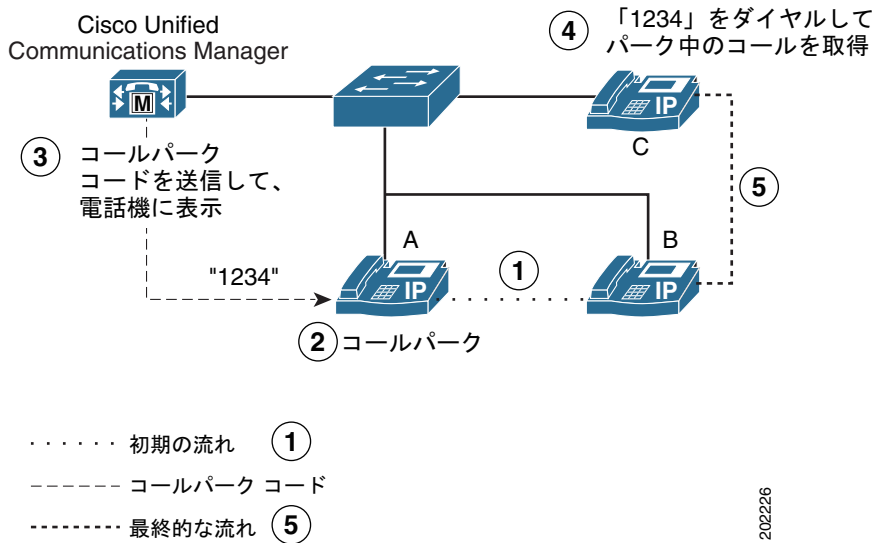 Cisco Unified
Communications Manager
M
④ 「1234」をダイヤルして
パーク中のコールを取得
IP
C
③ コールパーク
コードを送信して、
電話機に表示
⑤
A
B
"1234"
①
IP
IP
② コールパーク
初期の流れ ①
コールパーク コード
最終的な流れ ⑤
202226